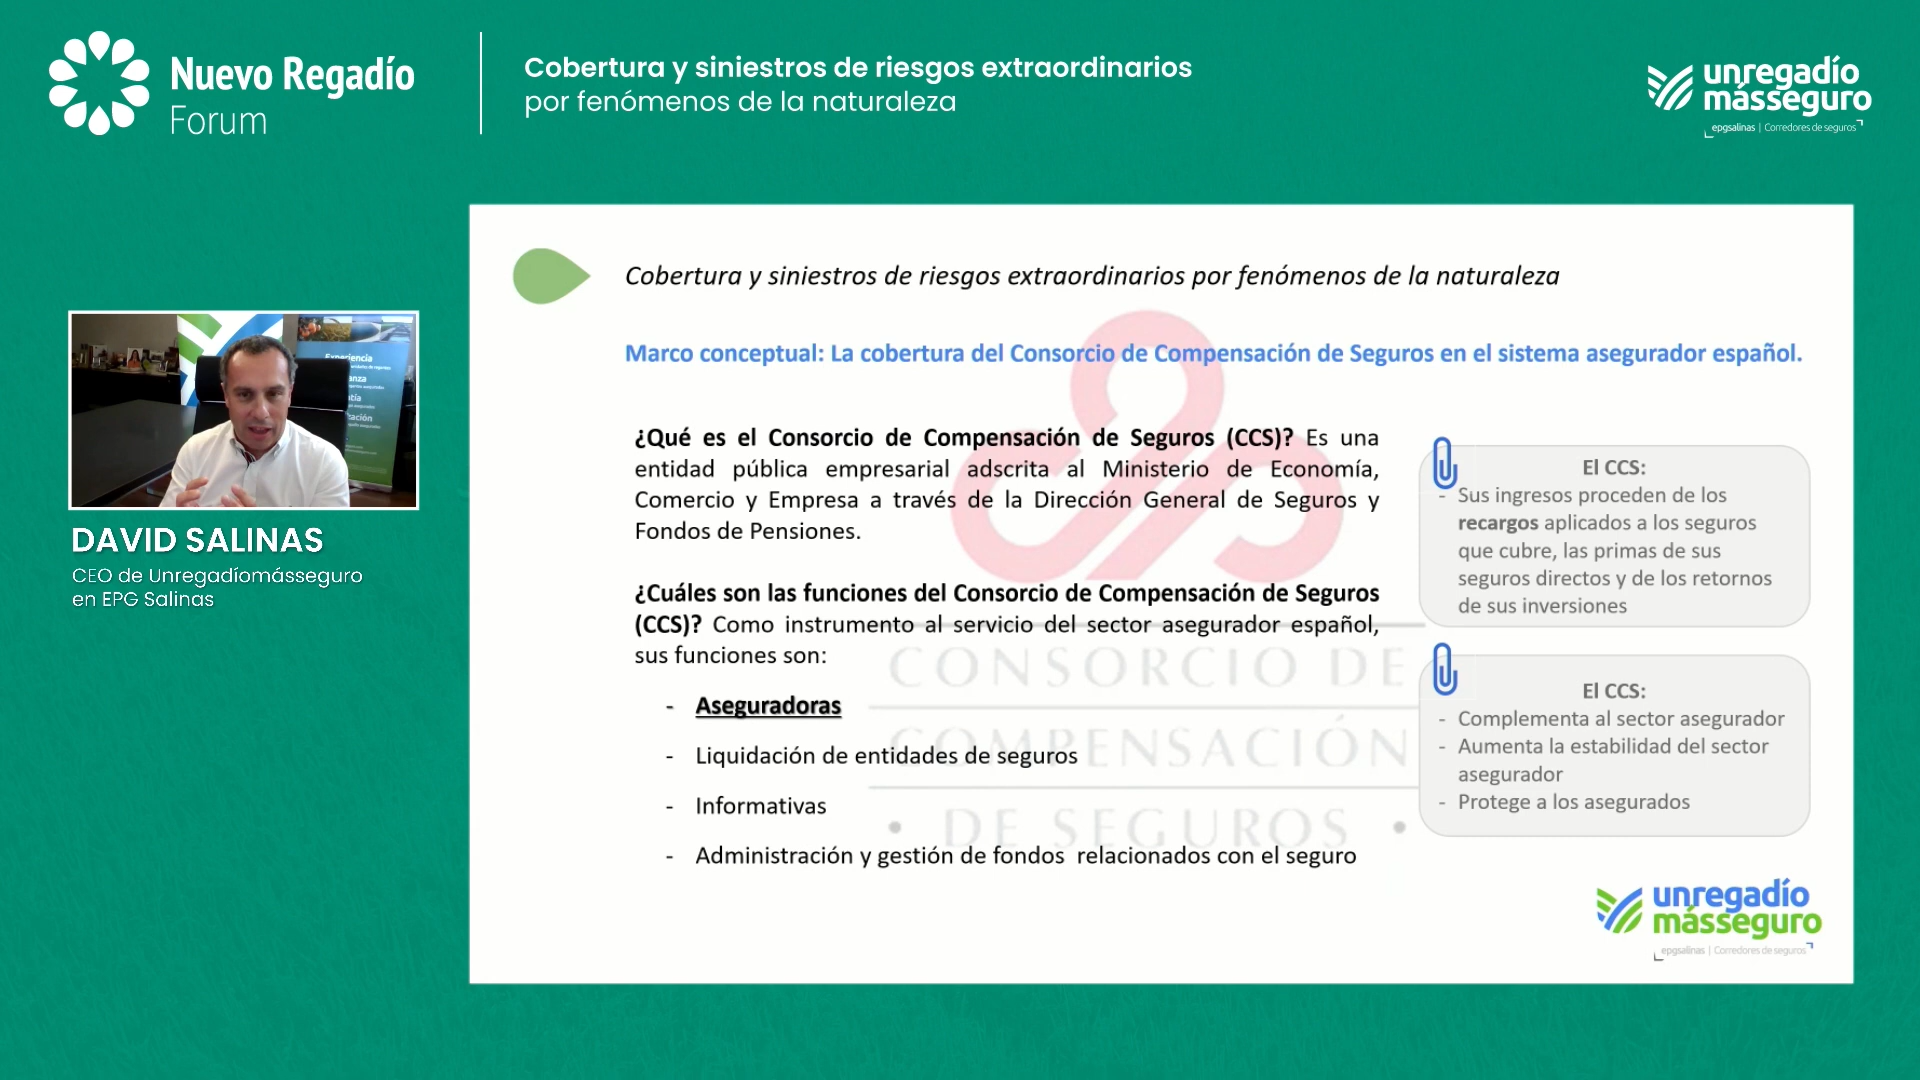 Nuevo Regadío
Forum
Cobertura y siniestros de riesgos extraordinarios
por fenómenos de la naturaleza
unregadío
másseguro
epgsalinas | Corredores de seguros
Experiencia
DAVID SALINAS
CEO de Unregadíomásseguro
en EPG Salinas
Cobertura y siniestros de riesgos extraordinarios por fenómenos de la naturaleza
Marco conceptual: La cobertura del Consorcio de Compensación de Seguros en el sistema asegurador español.
¿Qué es el Consorcio de Compensación de Seguros (CCS)? Es una
entidad pública empresarial adscrita al Ministerio de Economía,
Comercio y Empresa a través de la Dirección General de Seguros y
Fondos de Pensiones.
¿Cuáles son las funciones del Consorcio de Compensación de Seguros
(CCS)? Como instrumento al servicio del sector asegurador español,
sus funciones son:
- Aseguradoras
- Liquidación de entidades de seguros
- Informativas
- Administración y gestión de fondos relacionados con el seguro
CONSORCIO DE
COMPENSACIÓN
• DE SEGUROS •
El CCS:
- Sus ingresos proceden de los
recargos aplicados a los seguros
que cubre, las primas de sus
seguros directos y de los retornos
de sus inversiones
El CCS:
- Complementa al sector asegurador
- Aumenta la estabilidad del sector
asegurador
- Protege a los asegurados
unregadío
másseguro
epgsalinas | Corredores de seguros